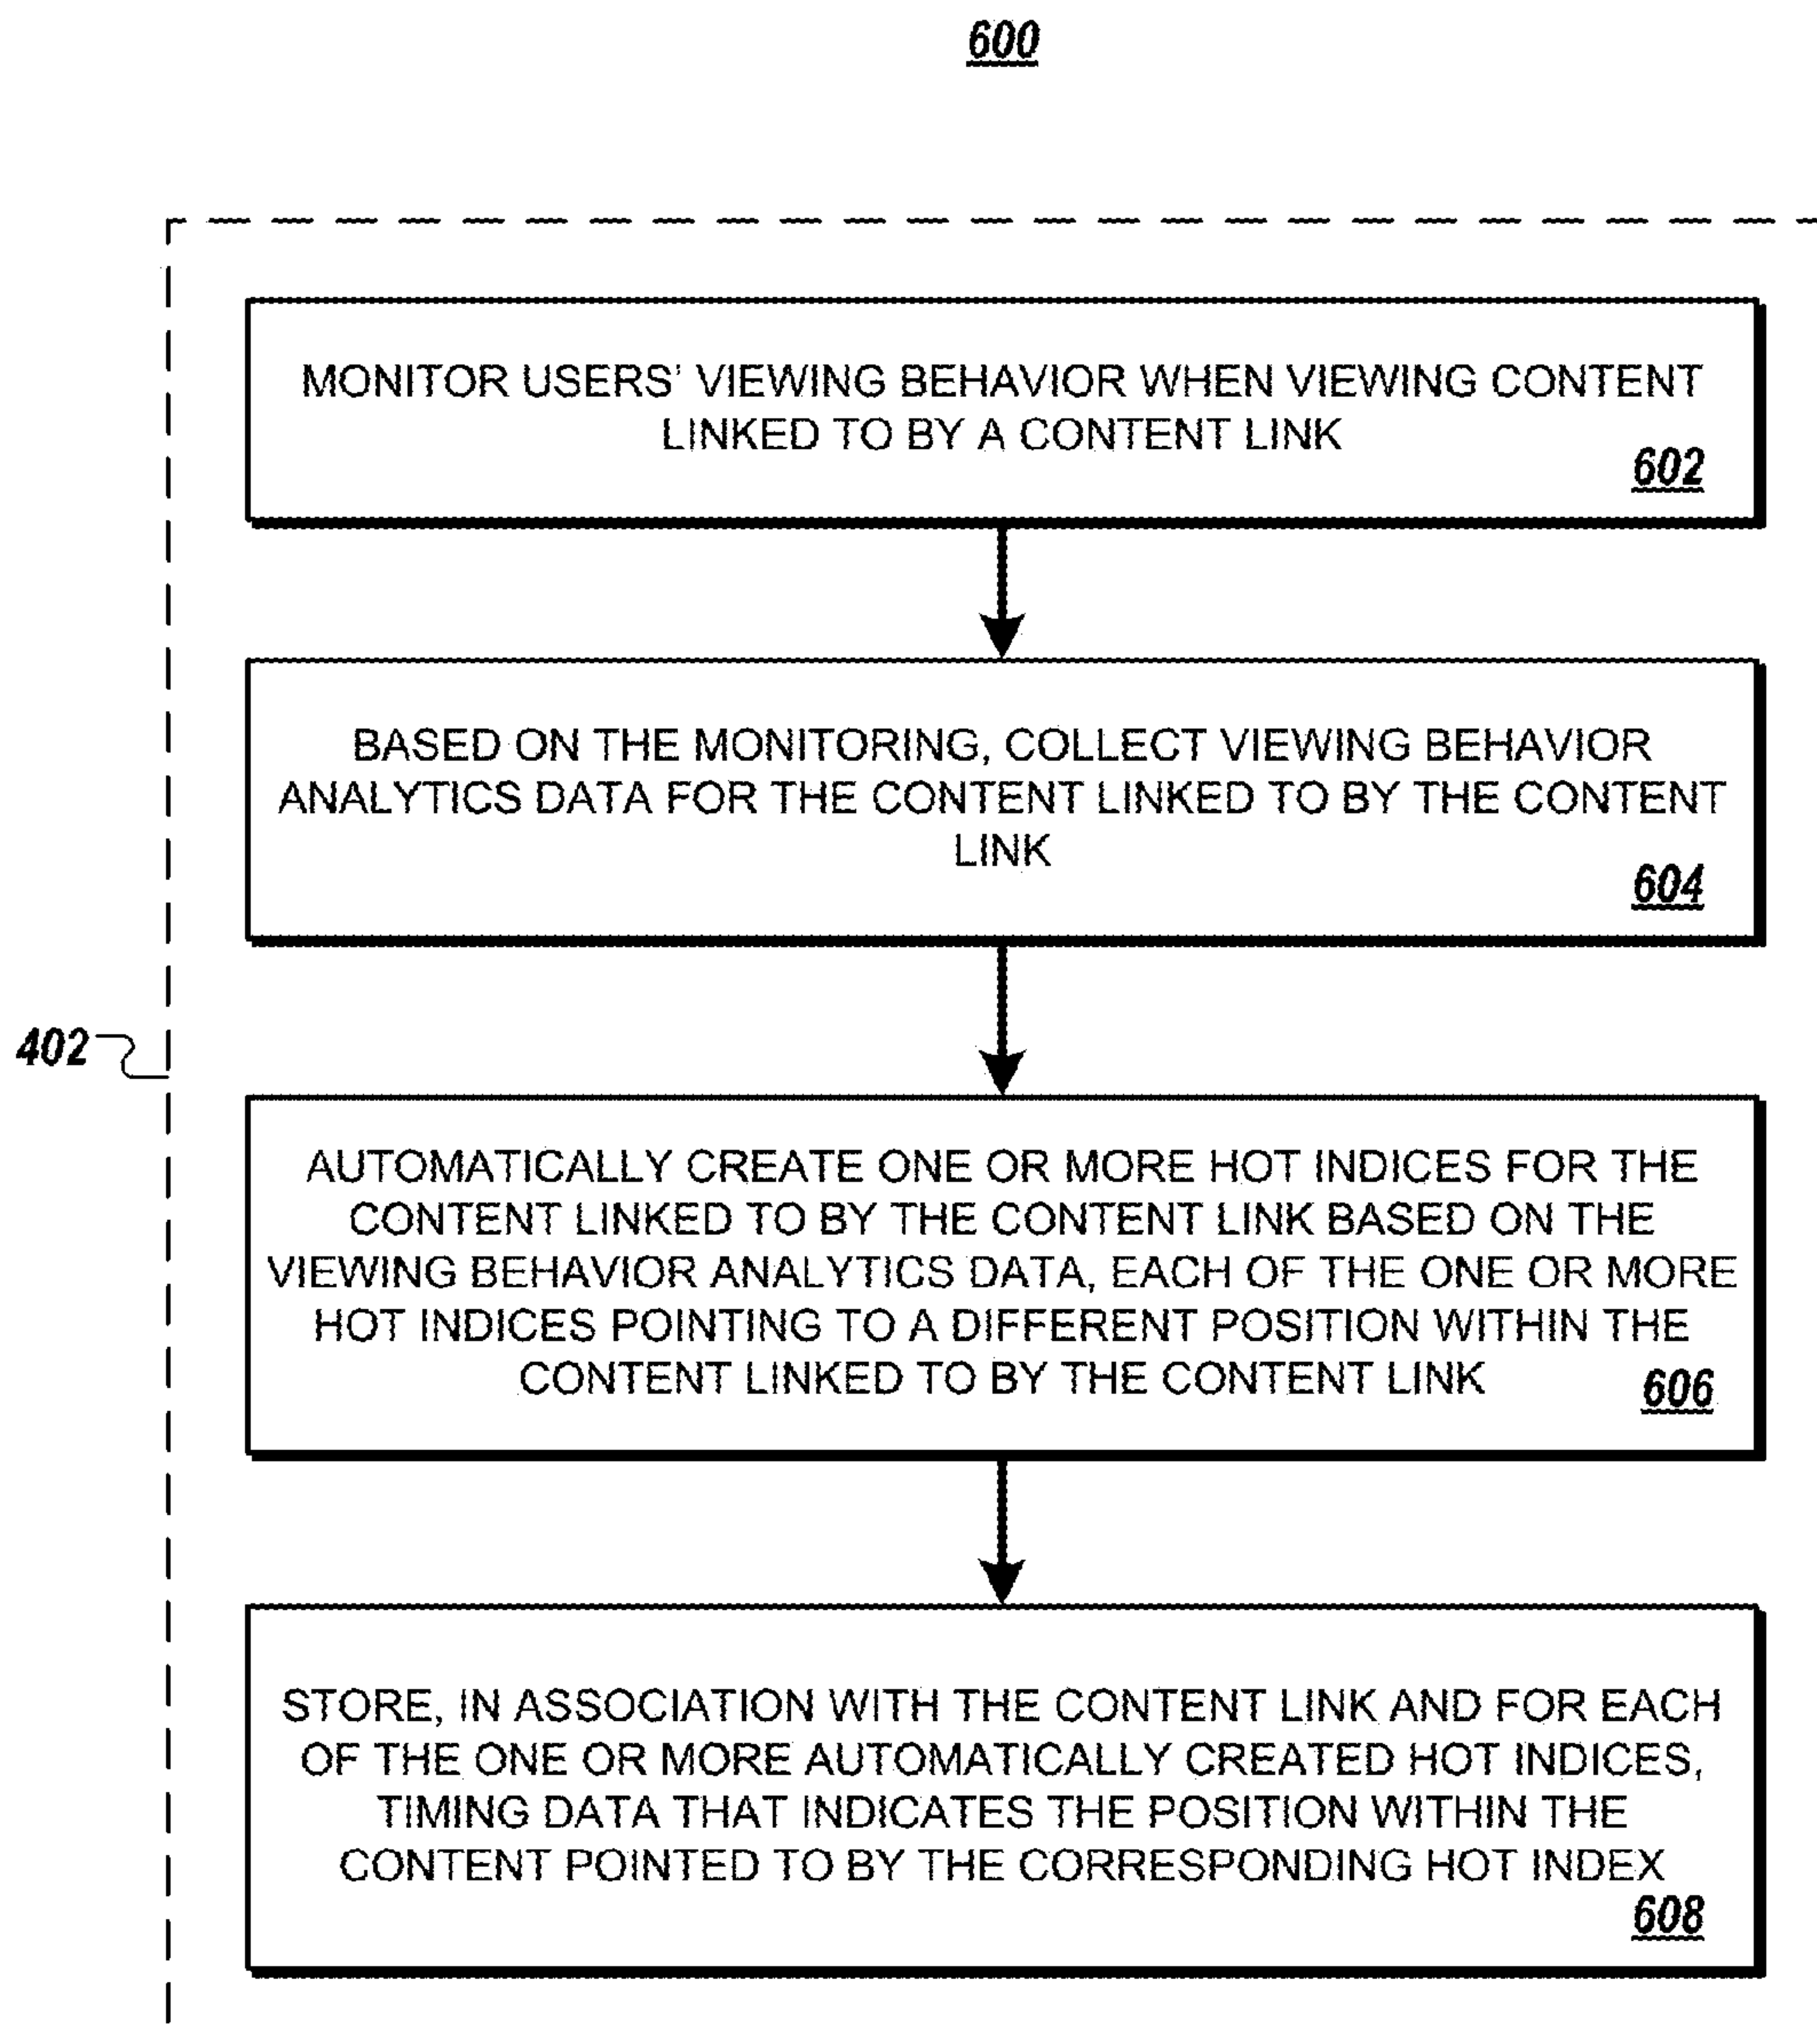 600
MONITOR USERS' VIEWING BEHAVIOR WHEN VIEWING CONTENT
LINKED TO BY A CONTENT LINK
602
BASED ON THE MONITORING, COLLECT VIEWING BEHAVIOR
ANALYTICS DATA FOR THE CONTENT LINKED TO BY THE CONTENT
LINK
604
402
AUTOMATICALLY CREATE ONE OR MORE HOT INDICES FOR THE
CONTENT LINKED TO BY THE CONTENT LINK BASED ON THE
VIEWING BEHAVIOR ANALYTICS DATA, EACH OF THE ONE OR MORE
HOT INDICES POINTING TO A DIFFERENT POSITION WITHIN THE
CONTENT LINKED TO BY THE CONTENT LINK
606
STORE, IN ASSOCIATION WITH THE CONTENT LINK AND FOR EACH
OF THE ONE OR MORE AUTOMATICALLY CREATED HOT INDICES,
TIMING DATA THAT INDICATES THE POSITION WITHIN THE
CONTENT POINTED TO BY THE CORRESPONDING HOT INDEX
608